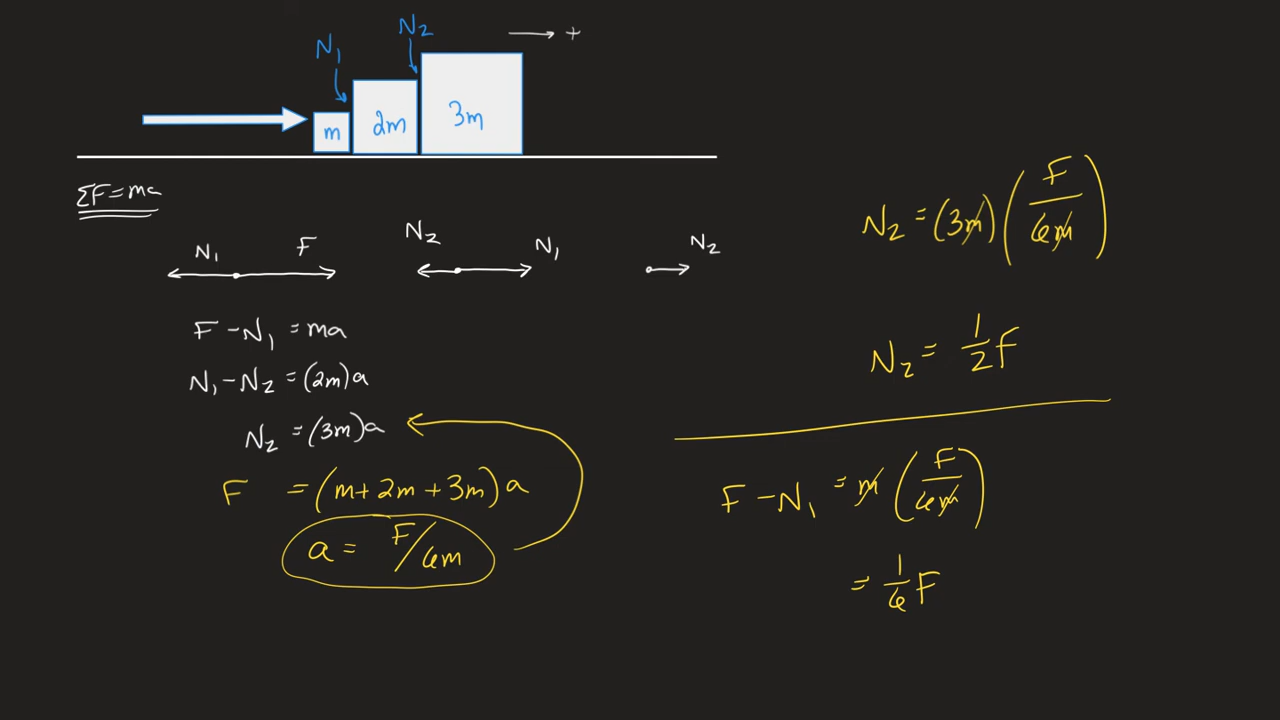 N₁
N₂
→ +
m
2m
3m
ΣF = ma
N₁ F
N₂ N₁
N₂
F - N₁ = ma
N₁ - N₂ = (2m)a
N₂ = (3m)a
F = (m + 2m + 3m)a
a = F/6m
N₂ = (3m)(F/6m)
N₂ = 1/2 F
F - N₁ = m(F/6m)
= 1/6 F